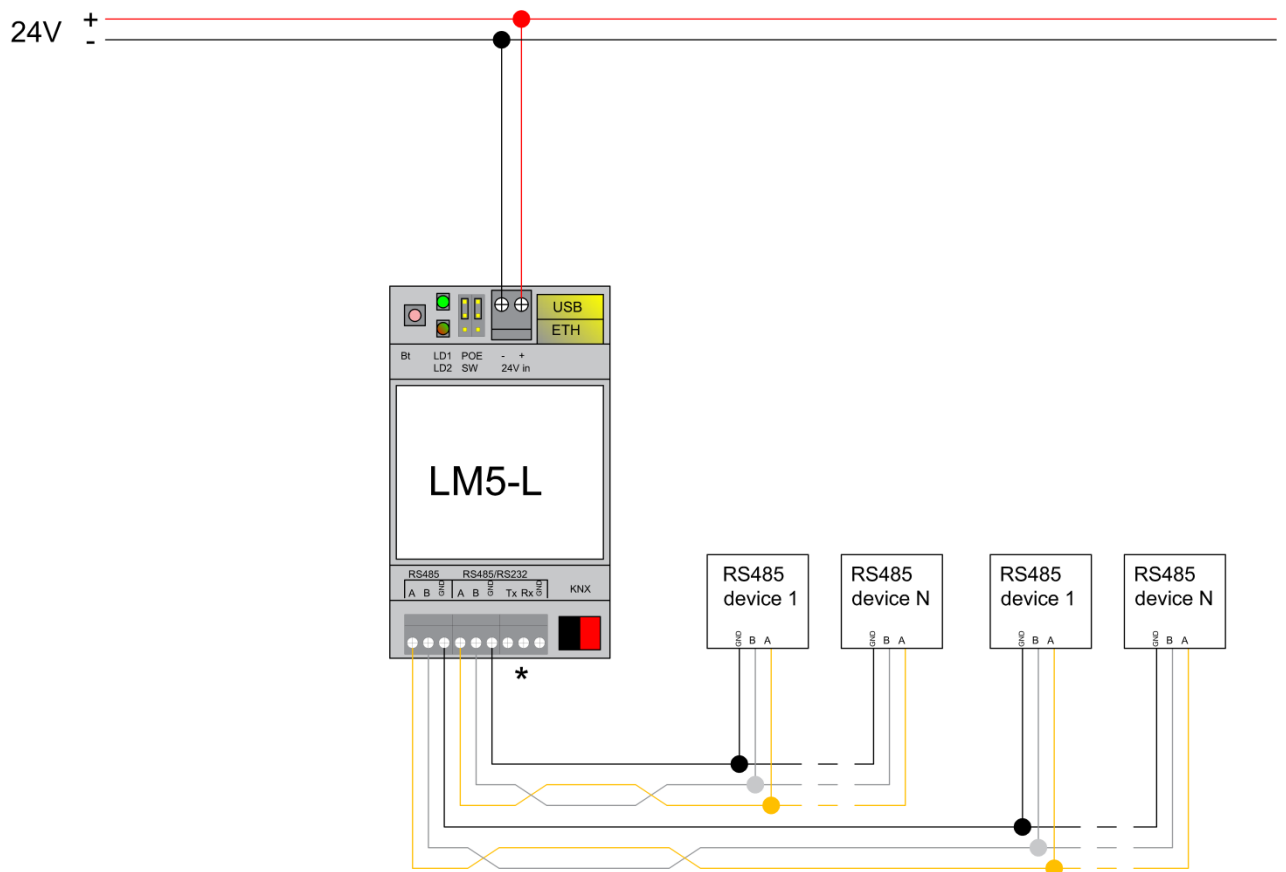 24V + -
USB
ETH
Bt LD1 POE - +
LD2 SW 24V in
LM5-L
RS485 RS485/RS232
A B GND A B GND Tx Rx GND KNX
*
RS485 RS485 RS485 RS485
device 1 device N device 1 device N
GND B A GND B A GND B A GND B A